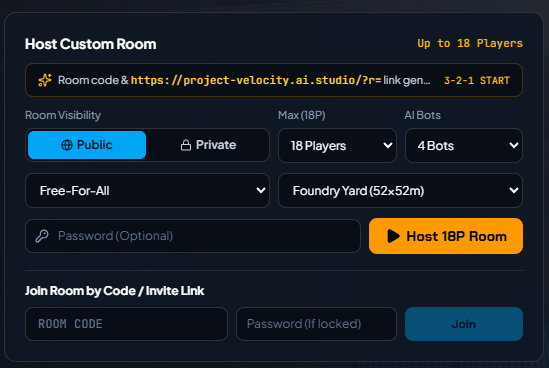 Host Custom Room
Up to 18 Players
Room code & https://project-velocity.ai.studio/?r= link gen... 3-2-1 START
Room Visibility Max (18P) AI Bots
Public Private 18 Players 4 Bots
Free-For-All Foundry Yard (52x52m)
Password (Optional) Host 18P Room
Join Room by Code / Invite Link
ROOM CODE Password (If locked) Join